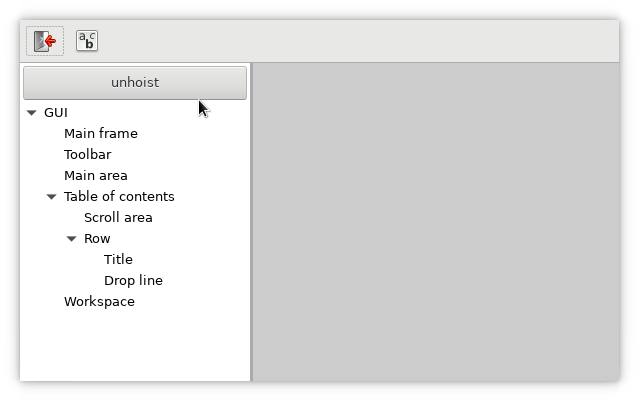 a c
b
unhoist
GUI
Main frame
Toolbar
Main area
Table of contents
Scroll area
Row
Title
Drop line
Workspace